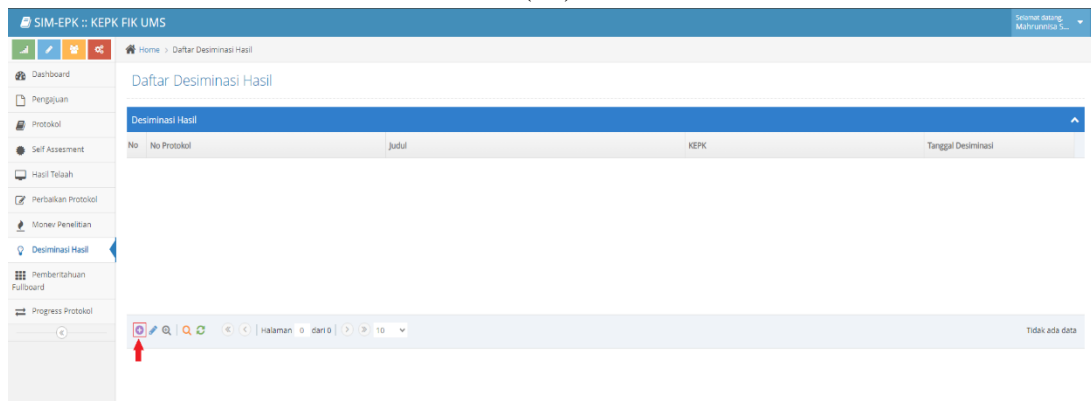 SIM-EPK :: KEPK FIK UMS
Selamat datang,
Mahrunnisa S...
Home > Daftar Desiminasi Hasil
Dashboard
Pengajuan
Protokol
Self Assesment
Hasil Telaah
Perbaikan Protokol
Monev Penelitian
Desiminasi Hasil
Pemberitahuan
Fullboard
Progress Protokol
Daftar Desiminasi Hasil
Desiminasi Hasil
No No Protokol Judul KEPK Tanggal Desiminasi
Halaman 0 dari 0 10 Tidak ada data